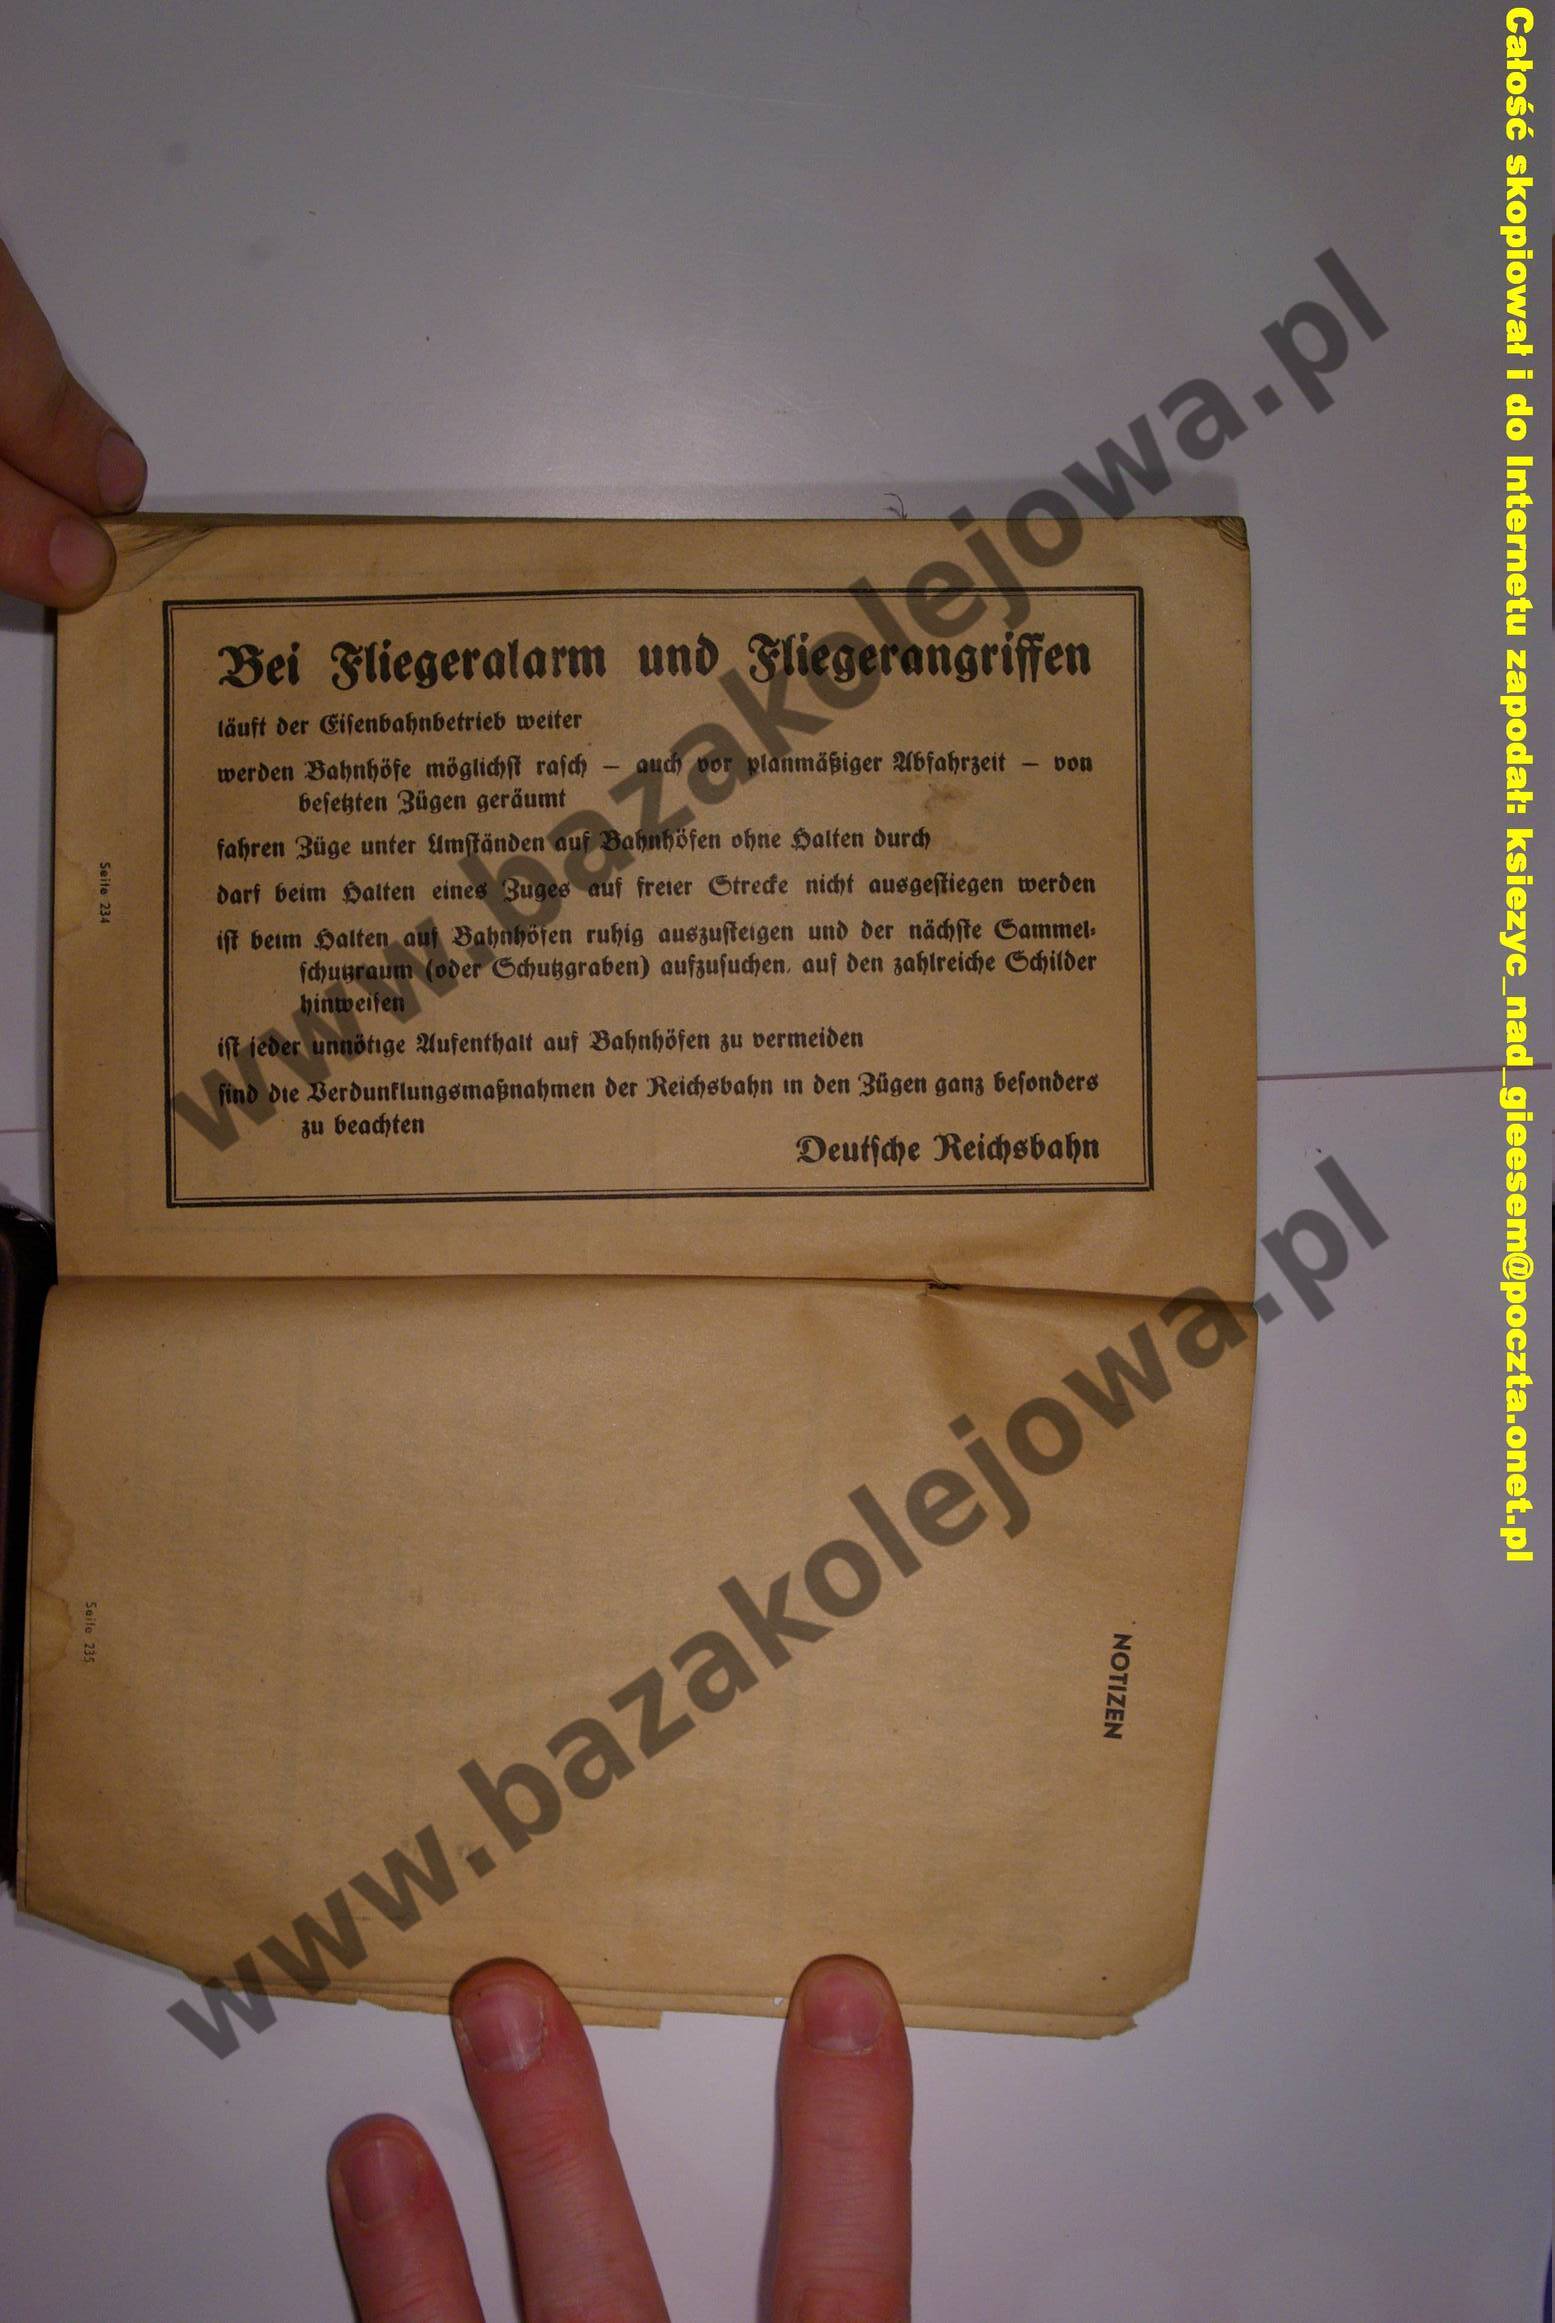 Bei Fliegeralarm und Fliegerangriffen
läuft der Eisenbahnbetrieb weiter
werden Bahnhöfe möglichst rasch – auch vor planmäßiger Abfahrzeit – von
besetzten Zügen geräumt
fahren Züge unter Umständen auf Bahnhöfen ohne Halten durch
darf beim Halten eines Zuges auf freier Strecke nicht ausgestiegen werden
ist beim Halten auf Bahnhöfen ruhig auszusteigen und der nächste Sammel-
schutzraum (oder Schutzgraben) aufzusuchen, auf den zahlreiche Schilder
hinweisen
ist jeder unnötige Aufenthalt auf Bahnhöfen zu vermeiden
sind die Verdunklungsmaßnahmen der Reichsbahn in den Zügen ganz besonders
zu beachten
Deutsche Reichsbahn
Seite 234
NOTIZEN
Seite 235
www.bazakolejowa.pl
www.bazakolejowa.pl
Całość skopiował i do Internetu zapodał: ksiezyc_nad_gieesem@poczta.onet.pl